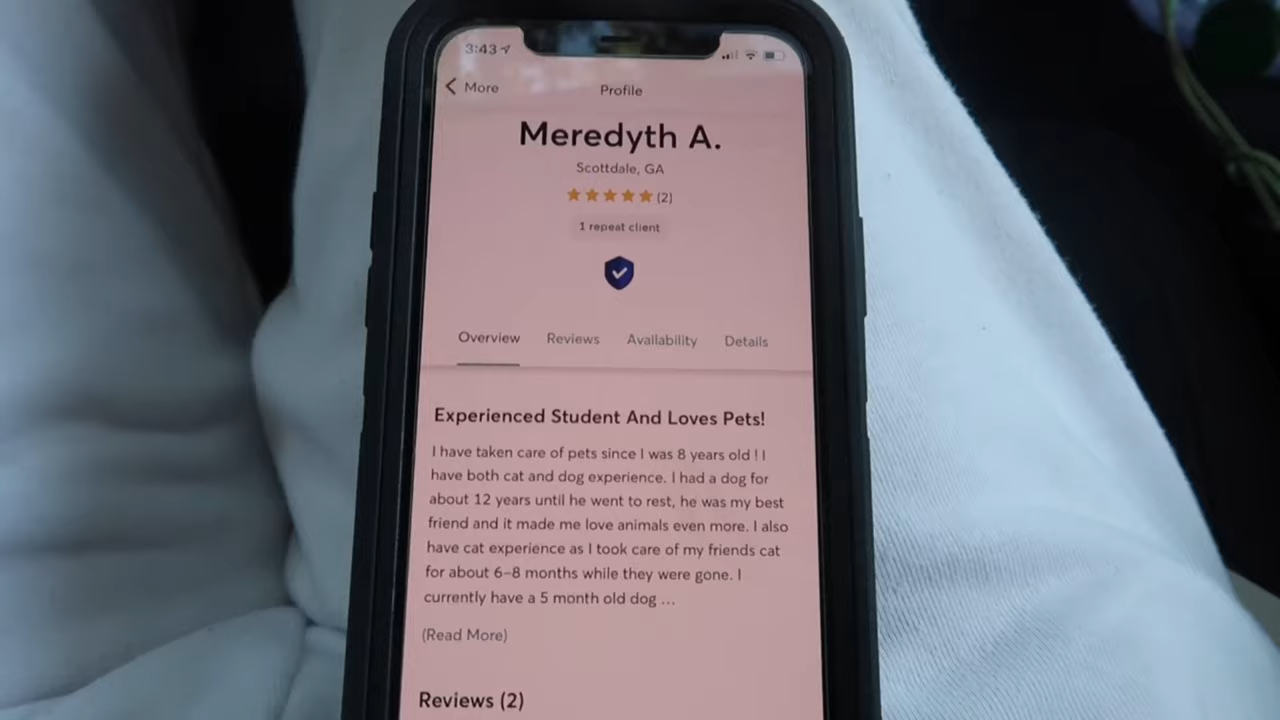 3:43
More
Profile
Meredyth A.
Scottdale, GA
(2)
1 repeat client
Overview Reviews Availability Details
Experienced Student And Loves Pets!
I have taken care of pets since I was 8 years old ! I
have both cat and dog experience. I had a dog for
about 12 years until he went to rest, he was my best
friend and it made me love animals even more. I also
have cat experience as I took care of my friends cat
for about 6-8 months while they were gone. I
currently have a 5 month old dog ...
(Read More)
Reviews (2)